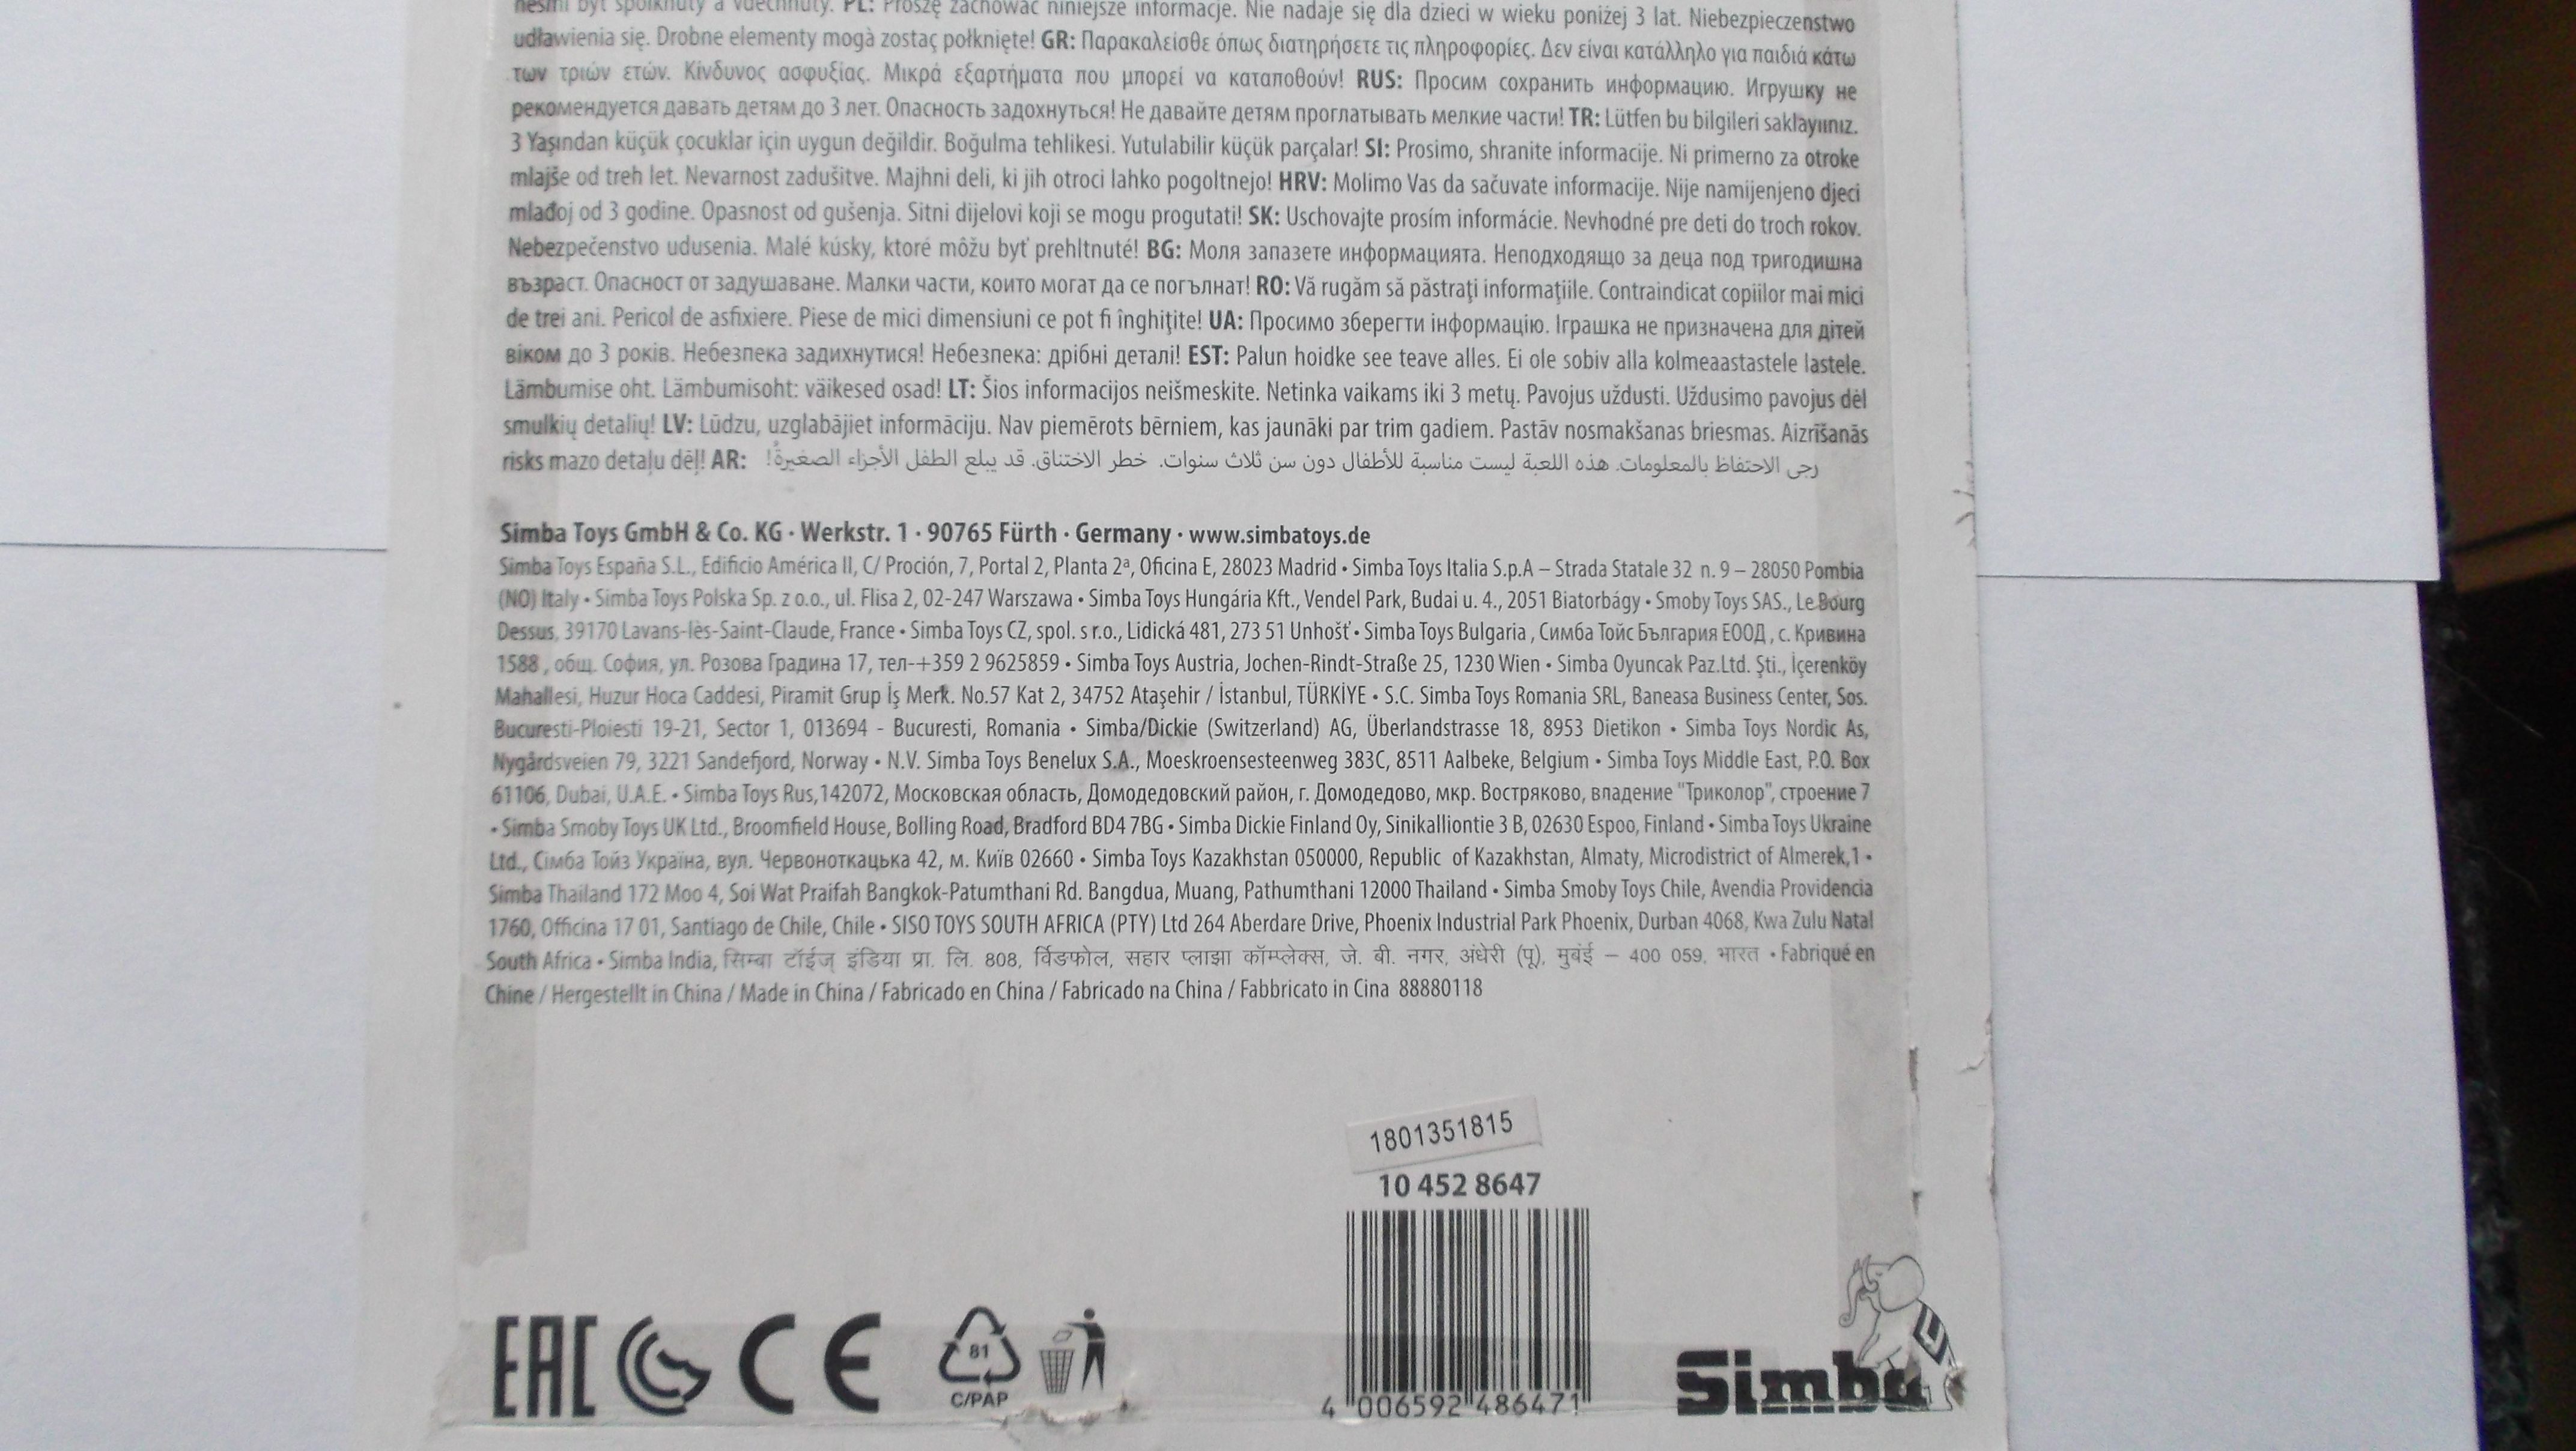 nesmí být spolknuty a vdechnuty. PL: Proszę zachować niniejsze informacje. Nie nadaje się dla dzieci w wieku poniżej 3 lat. Niebezpieczenstwo
udławienia się. Drobne elementy mogà zostaç połknięte! GR: Παρακαλείσθε όπως διατηρήσετε τις πληροφορίες. Δεν είναι κατάλληλο για παιδιά κάτω
των τριών ετών. Κίνδυνος ασφυξίας. Μικρά εξαρτήματα που μπορεί να καταποθούν! RUS: Просим сохранить информацию. Игрушку не
рекомендуется давать детям до 3 лет. Опасность задохнуться! Не давайте детям проглатывать мелкие части! TR: Lütfen bu bilgileri saklayıınız.
3 Yaşından küçük çocuklar için uygun değildir. Boğulma tehlikesi. Yutulabilir küçük parçalar! SI: Prosimo, shranite informacije. Ni primerno za otroke
mlajše od treh let. Nevarnost zadušitve. Majhni deli, ki jih otroci lahko pogoltnejo! HRV: Molimo Vas da sačuvate informacije. Nije namijenjeno djeci
mlađoj od 3 godine. Opasnost od gušenja. Sitni dijelovi koji se mogu progutati! SK: Uschovajte prosím informácie. Nevhodné pre deti do troch rokov.
Nebezpečenstvo udusenia. Malé kúsky, ktoré môžu byť prehltnuté! BG: Моля запазете информацията. Неподходящо за деца под тригодишна
възраст. Опасност от задушаване. Малки части, които могат да се погълнат! RO: Vă rugăm să păstraţi informaţiile. Contraindicat copiilor mai mici
de trei ani. Pericol de asfixiere. Piese de mici dimensiuni ce pot fi înghiţite! UA: Просимо зберегти інформацію. Іграшка не призначена для дітей
віком до 3 років. Небезпека задихнутися! Небезпека: дрібні деталі! EST: Palun hoidke see teave alles. Ei ole sobiv alla kolmeaastastele lastele.
Lämbumise oht. Lämbumisoht: väikesed osad! LT: Šios informacijos neišmeskite. Netinka vaikams iki 3 metų. Pavojus uždusti. Uždusimo pavojus dėl
smulkių detalių! LV: Lūdzu, uzglabājiet informāciju. Nav piemērots bērniem, kas jaunāki par trim gadiem. Pastāv nosmakšanas briesmas. Aizrīšanās
risks mazo detaļu dēļ! AR: رجى الاحتفاظ بالمعلومات. هذه اللعبة ليست مناسبة للأطفال دون سن ثلاث سنوات. خطر الاختناق. قد يبلع الطفل الأجزاء الصغيرة!
Simba Toys GmbH & Co. KG · Werkstr. 1 · 90765 Fürth · Germany · www.simbatoys.de
Simba Toys España S.L., Edificio América II, C/ Proción, 7, Portal 2, Planta 2ª, Oficina E, 28023 Madrid • Simba Toys Italia S.p.A – Strada Statale 32 n. 9 – 28050 Pombia
(NO) Italy • Simba Toys Polska Sp. z o.o., ul. Flisa 2, 02-247 Warszawa • Simba Toys Hungária Kft., Vendel Park, Budai u. 4., 2051 Biatorbágy • Smoby Toys SAS., Le Bourg
Dessus, 39170 Lavans-lès-Saint-Claude, France • Simba Toys CZ, spol. s r.o., Lidická 481, 273 51 Unhošť • Simba Toys Bulgaria , Симба Тойс България ЕООД , с. Кривина
1588 , общ. София, ул. Розова Градина 17, тел-+359 2 9625859 • Simba Toys Austria, Jochen-Rindt-Straße 25, 1230 Wien • Simba Oyuncak Paz.Ltd. Şti., İçerenköy
Mahallesi, Huzur Hoca Caddesi, Piramit Grup İş Merk. No.57 Kat 2, 34752 Ataşehir / İstanbul, TÜRKİYE • S.C. Simba Toys Romania SRL, Baneasa Business Center, Sos.
Bucuresti-Ploiesti 19-21, Sector 1, 013694 - Bucuresti, Romania • Simba/Dickie (Switzerland) AG, Überlandstrasse 18, 8953 Dietikon • Simba Toys Nordic As,
Nygårdsveien 79, 3221 Sandefjord, Norway • N.V. Simba Toys Benelux S.A., Moeskroensesteenweg 383C, 8511 Aalbeke, Belgium • Simba Toys Middle East, P.O. Box
61106, Dubai, U.A.E. • Simba Toys Rus,142072, Московская область, Домодедовский район, г. Домодедово, мкр. Востряково, владение "Триколор", строение 7
• Simba Smoby Toys UK Ltd., Broomfield House, Bolling Road, Bradford BD4 7BG • Simba Dickie Finland Oy, Sinikalliontie 3 B, 02630 Espoo, Finland • Simba Toys Ukraine
Ltd., Сімба Тойз Україна, вул. Червоноткацька 42, м. Київ 02660 • Simba Toys Kazakhstan 050000, Republic of Kazakhstan, Almaty, Microdistrict of Almerek,1 •
Simba Thailand 172 Moo 4, Soi Wat Praifah Bangkok-Patumthani Rd. Bangdua, Muang, Pathumthani 12000 Thailand • Simba Smoby Toys Chile, Avendia Providencia
1760, Officina 17 01, Santiago de Chile, Chile • SISO TOYS SOUTH AFRICA (PTY) Ltd 264 Aberdare Drive, Phoenix Industrial Park Phoenix, Durban 4068, Kwa Zulu Natal
South Africa • Simba India, सिम्बा टॉईज् इंडिया प्रा. लि. 808, विंडफोल, सहार प्लाझा कॉम्प्लेक्स, जे. बी. नगर, अंधेरी (पू), मुंबई – 400 059, भारत • Fabriqué en
Chine / Hergestellt in China / Made in China / Fabricado en China / Fabricado na China / Fabbricato in Cina 88880118
1801351815
10 452 8647
4 006592 486471
EAC CE 81
C/PAP
Simba